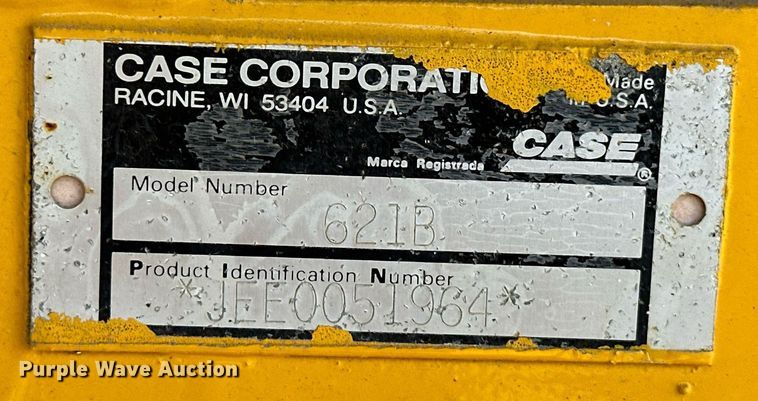 CASE CORPORATI
Made
RACINE, WI 53404 U.S.A.
U.S.A.
CASE
Marca Registrada
®
Model Number
621B
Product Identification Number
*JEE0051964*
Purple Wave Auction